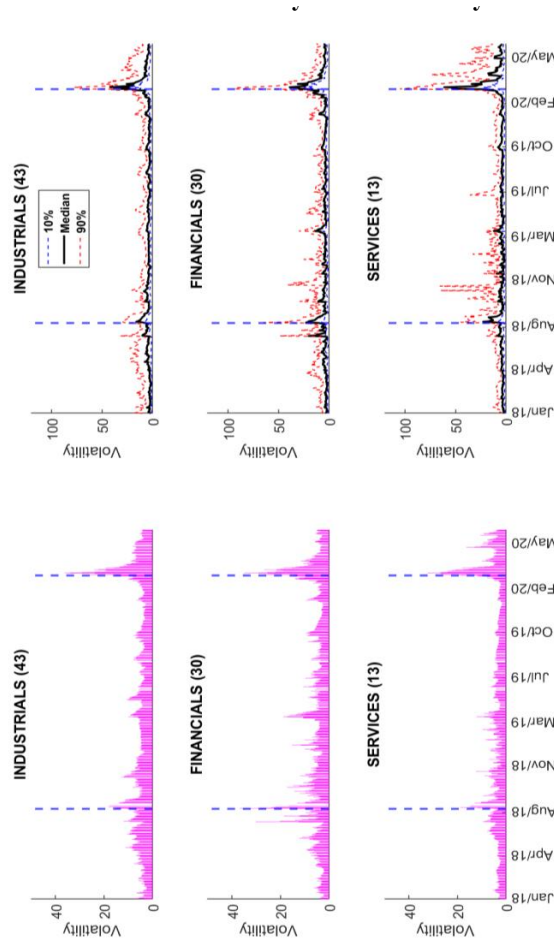 INDUSTRIALS (43)
Volatility
40
20
0
FINANCIALS (30)
Volatility
40
20
0
SERVICES (13)
Volatility
40
20
0
Jan/18
Apr/18
Aug/18
Nov/18
Mar/19
Jul/19
Oct/19
Feb/20
May/20
INDUSTRIALS (43)
10%
Median
90%
Volatility
100
50
0
FINANCIALS (30)
Volatility
100
50
0
SERVICES (13)
Volatility
100
50
0
Jan/18
Apr/18
Aug/18
Nov/18
Mar/19
Jul/19
Oct/19
Feb/20
May/20